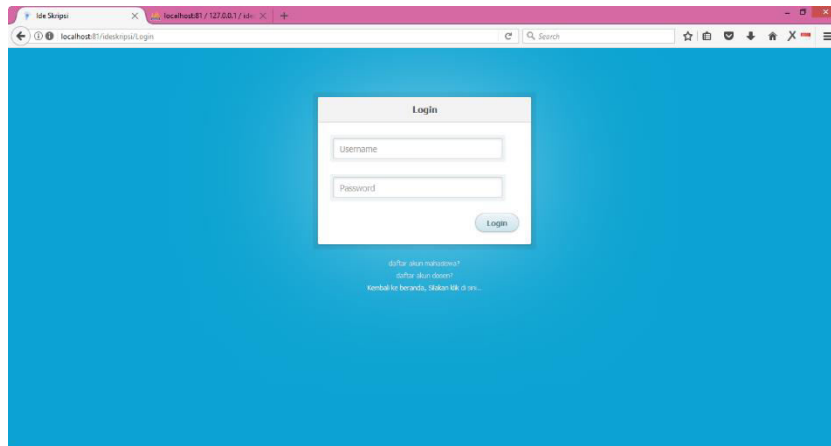 Ide Skripsi
localhost:81 / 127.0.0.1 / ide
localhost:81/ideskripsi/Login
Search
Login
Username
Password
Login
daftar akun mahasiswa?
daftar akun dosen?
Kembali ke beranda, Silakan klik di sini...